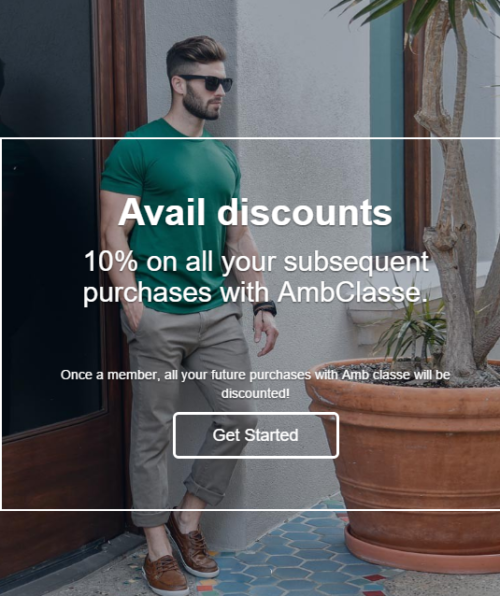 Avail discounts
10% on all your subsequent
purchases with AmbClasse.
Once a member, all your future purchases with Amb classe will be
discounted!
Get Started